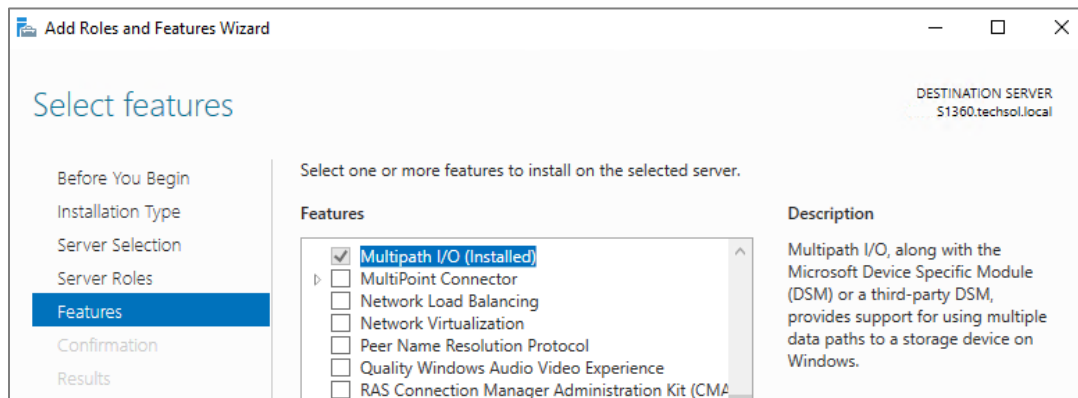 Add Roles and Features Wizard
Select features
DESTINATION SERVER
S1360.techsol.local
Before You Begin
Installation Type
Server Selection
Server Roles
Features
Confirmation
Results
Select one or more features to install on the selected server.
Features
Multipath I/O (Installed)
MultiPoint Connector
Network Load Balancing
Network Virtualization
Peer Name Resolution Protocol
Quality Windows Audio Video Experience
RAS Connection Manager Administration Kit (CMA
Description
Multipath I/O, along with the
Microsoft Device Specific Module
(DSM) or a third-party DSM,
provides support for using multiple
data paths to a storage device on
Windows.